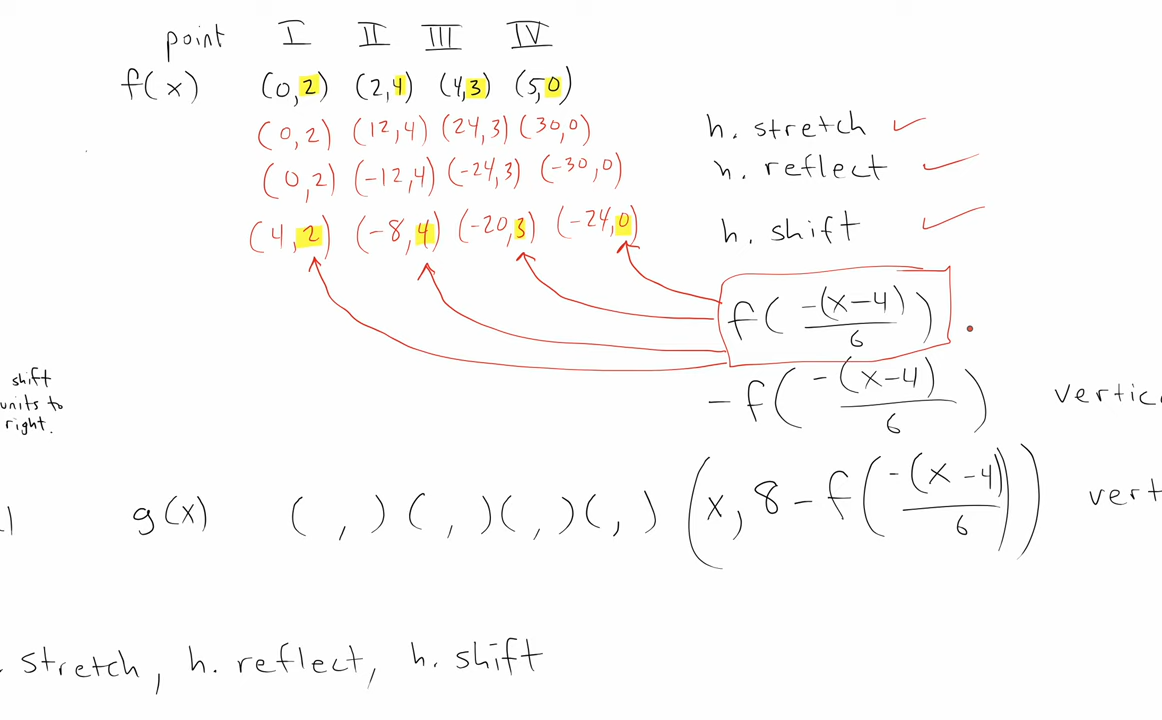 point I II III IV
f(x) (0,2) (2,4) (4,3) (5,0)
(0,2) (12,4) (24,3) (30,0) h. stretch ✓
(0,2) (-12,4) (-24,3) (-30,0) h. reflect ✓
(4,2) (-8,4) (-20,3) (-24,0) h. shift ✓
f(-(x-4)/6)
shift
units to
right.
-f(-(x-4)/6) vertic
g(x) ( , ) ( , ) ( , ) ( , ) (x, 8-f(-(x-4)/6)) vert
stretch, h. reflect, h. shift